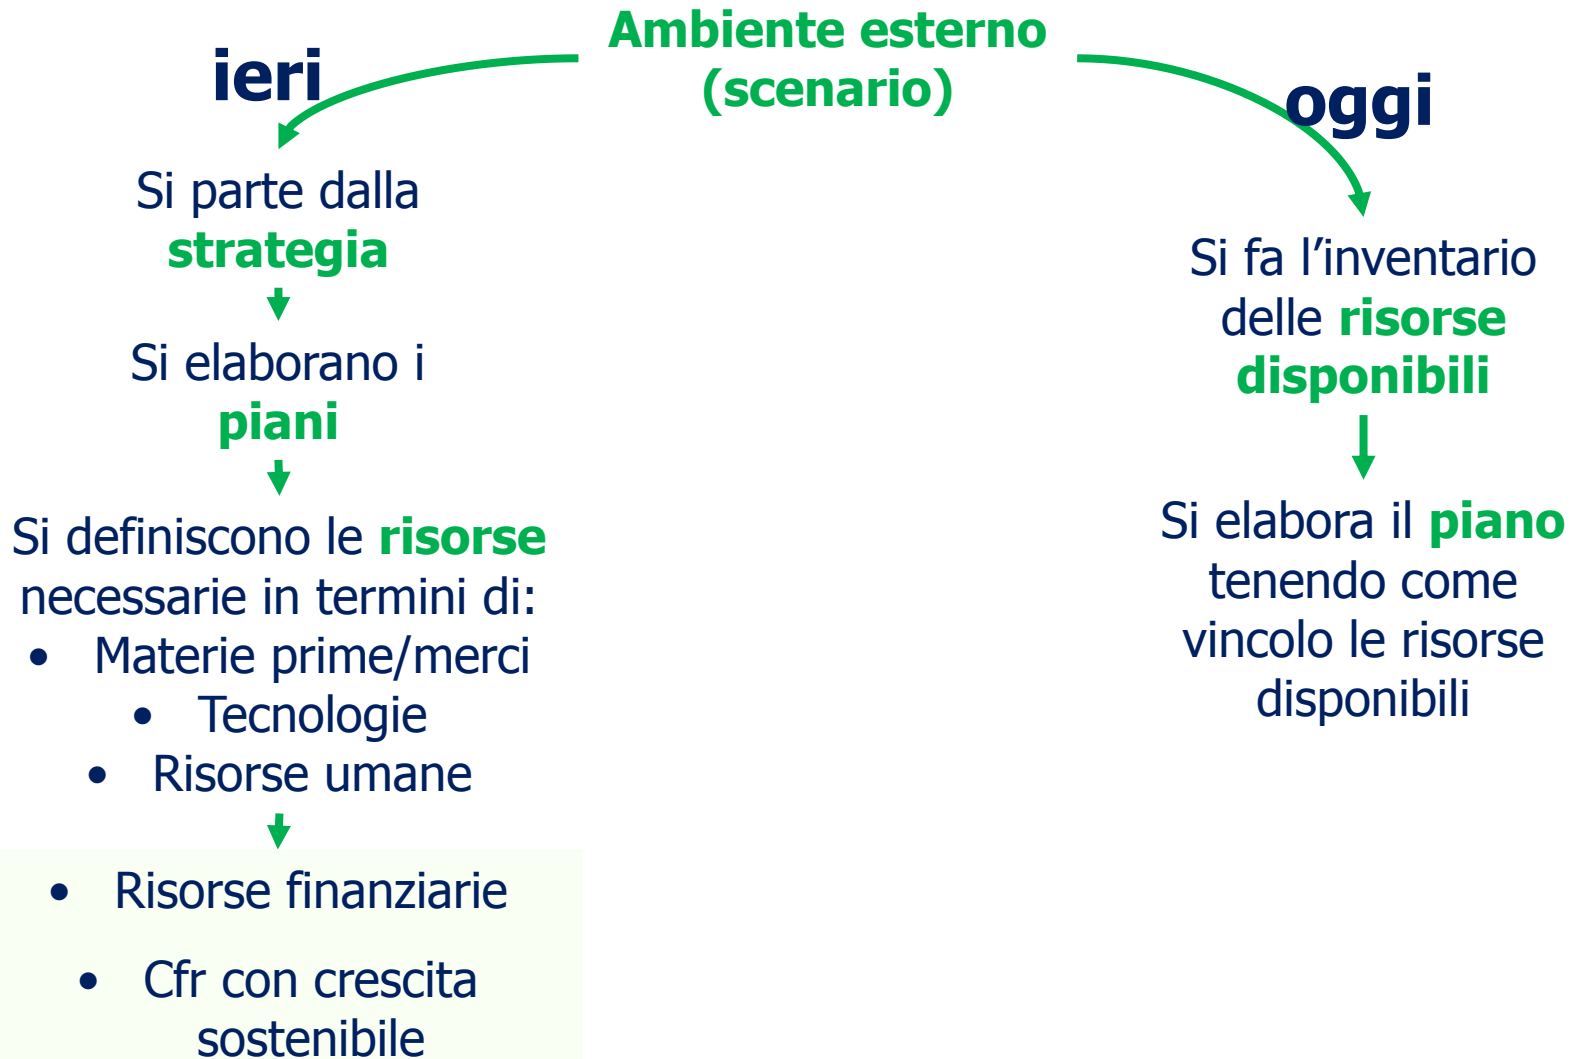 Ambiente esterno
(scenario)
ieri
Si parte dalla
strategia
Si elaborano i
piani
Si definiscono le risorse
necessarie in termini di:
• Materie prime/merci
• Tecnologie
• Risorse umane
• Risorse finanziarie
• Cfr con crescita
sostenibile
oggi
Si fa l’inventario
delle risorse
disponibili
Si elabora il piano
tenendo come
vincolo le risorse
disponibili